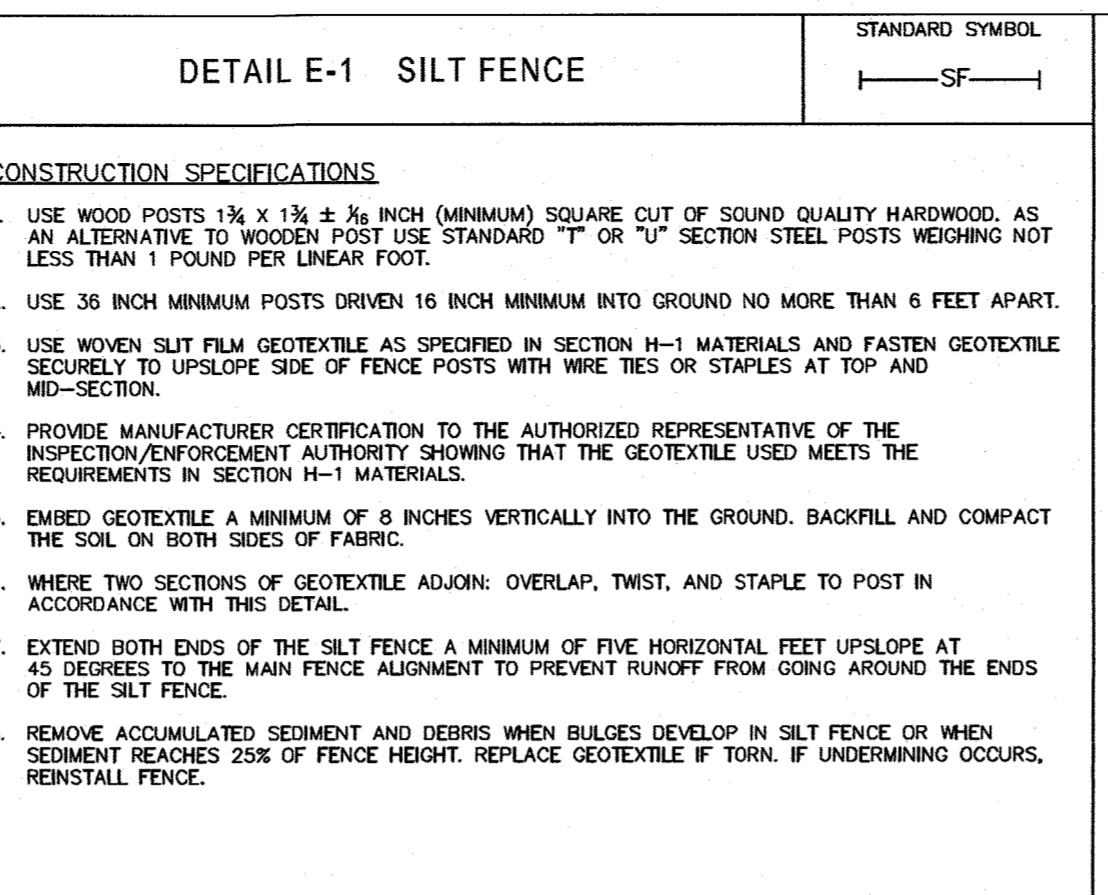 STANDARD SYMBOL
DETAIL E-1 SILT FENCE
SF
CONSTRUCTION SPECIFICATIONS
. USE WOOD POSTS 1¾ X 1¾ ± 1/16 INCH (MINIMUM) SQUARE CUT OF SOUND QUALITY HARDWOOD. AS
AN ALTERNATIVE TO WOODEN POST USE STANDARD "T" OR "U" SECTION STEEL POSTS WEIGHING NOT
LESS THAN 1 POUND PER LINEAR FOOT.
. USE 36 INCH MINIMUM POSTS DRIVEN 16 INCH MINIMUM INTO GROUND NO MORE THAN 6 FEET APART.
. USE WOVEN SLIT FILM GEOTEXTILE AS SPECIFIED IN SECTION H-1 MATERIALS AND FASTEN GEOTEXTILE
SECURELY TO UPSLOPE SIDE OF FENCE POSTS WITH WIRE TIES OR STAPLES AT TOP AND
MID-SECTION.
. PROVIDE MANUFACTURER CERTIFICATION TO THE AUTHORIZED REPRESENTATIVE OF THE
INSPECTION/ENFORCEMENT AUTHORITY SHOWING THAT THE GEOTEXTILE USED MEETS THE
REQUIREMENTS IN SECTION H-1 MATERIALS.
. EMBED GEOTEXTILE A MINIMUM OF 8 INCHES VERTICALLY INTO THE GROUND. BACKFILL AND COMPACT
THE SOIL ON BOTH SIDES OF FABRIC.
. WHERE TWO SECTIONS OF GEOTEXTILE ADJOIN: OVERLAP, TWIST, AND STAPLE TO POST IN
ACCORDANCE WITH THIS DETAIL.
. EXTEND BOTH ENDS OF THE SILT FENCE A MINIMUM OF FIVE HORIZONTAL FEET UPSLOPE AT
45 DEGREES TO THE MAIN FENCE ALIGNMENT TO PREVENT RUNOFF FROM GOING AROUND THE ENDS
OF THE SILT FENCE.
. REMOVE ACCUMULATED SEDIMENT AND DEBRIS WHEN BULGES DEVELOP IN SILT FENCE OR WHEN
SEDIMENT REACHES 25% OF FENCE HEIGHT. REPLACE GEOTEXTILE IF TORN. IF UNDERMINING OCCURS,
REINSTALL FENCE.